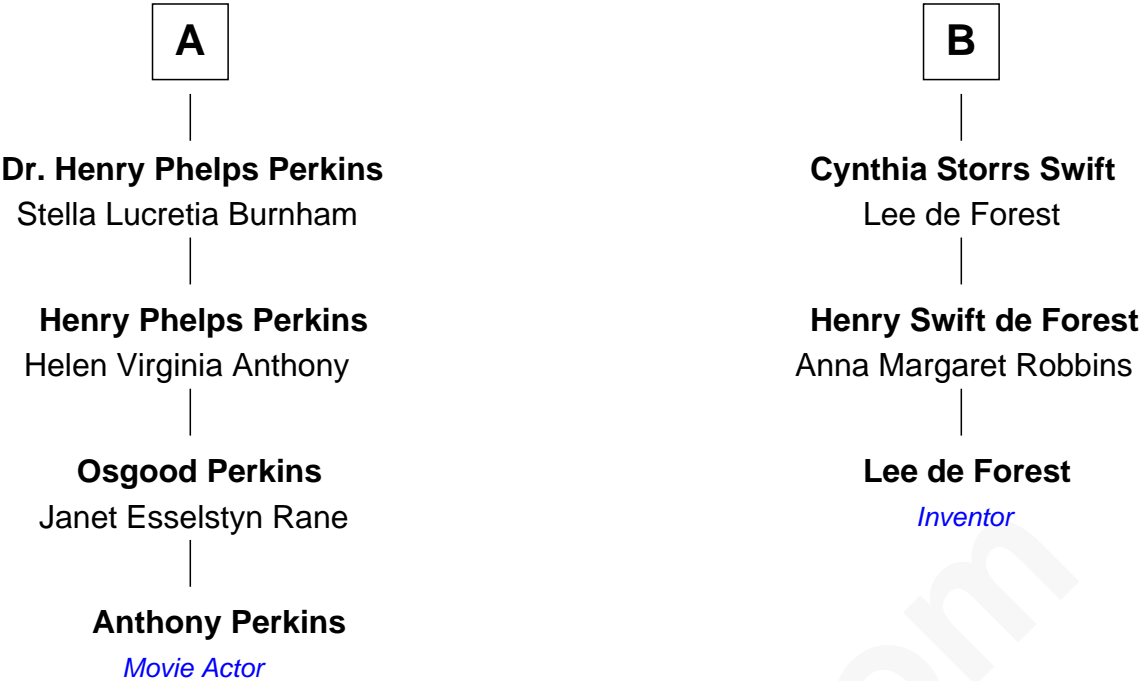 A
B
Dr. Henry Phelps Perkins
Stella Lucretia Burnham
Cynthia Storrs Swift
Lee de Forest
Henry Phelps Perkins
Helen Virginia Anthony
Henry Swift de Forest
Anna Margaret Robbins
Osgood Perkins
Janet Esselstyn Rane
Lee de Forest
Inventor
Anthony Perkins
Movie Actor
om